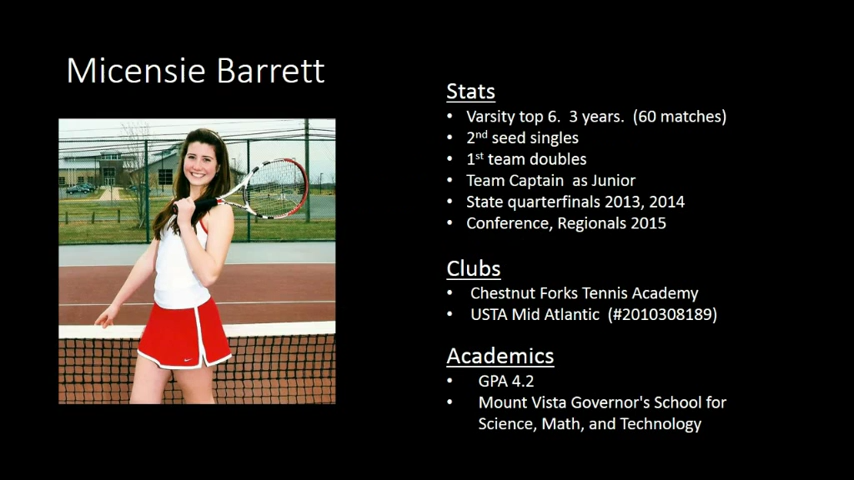 Micensie Barrett
Stats
• Varsity top 6. 3 years. (60 matches)
• 2nd seed singles
• 1st team doubles
• Team Captain as Junior
• State quarterfinals 2013, 2014
• Conference, Regionals 2015
Clubs
• Chestnut Forks Tennis Academy
• USTA Mid Atlantic (#2010308189)
Academics
• GPA 4.2
• Mount Vista Governor's School for
Science, Math, and Technology